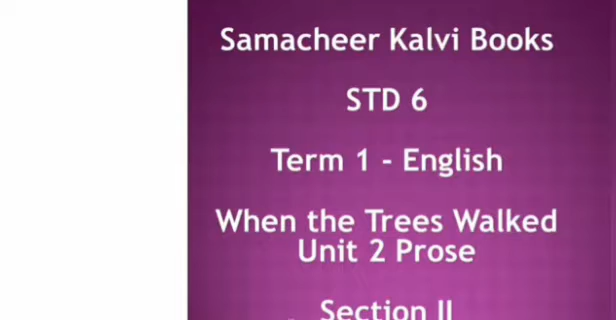 Samacheer Kalvi Books
STD 6
Term 1 - English
When the Trees Walked
Unit 2 Prose
Section II